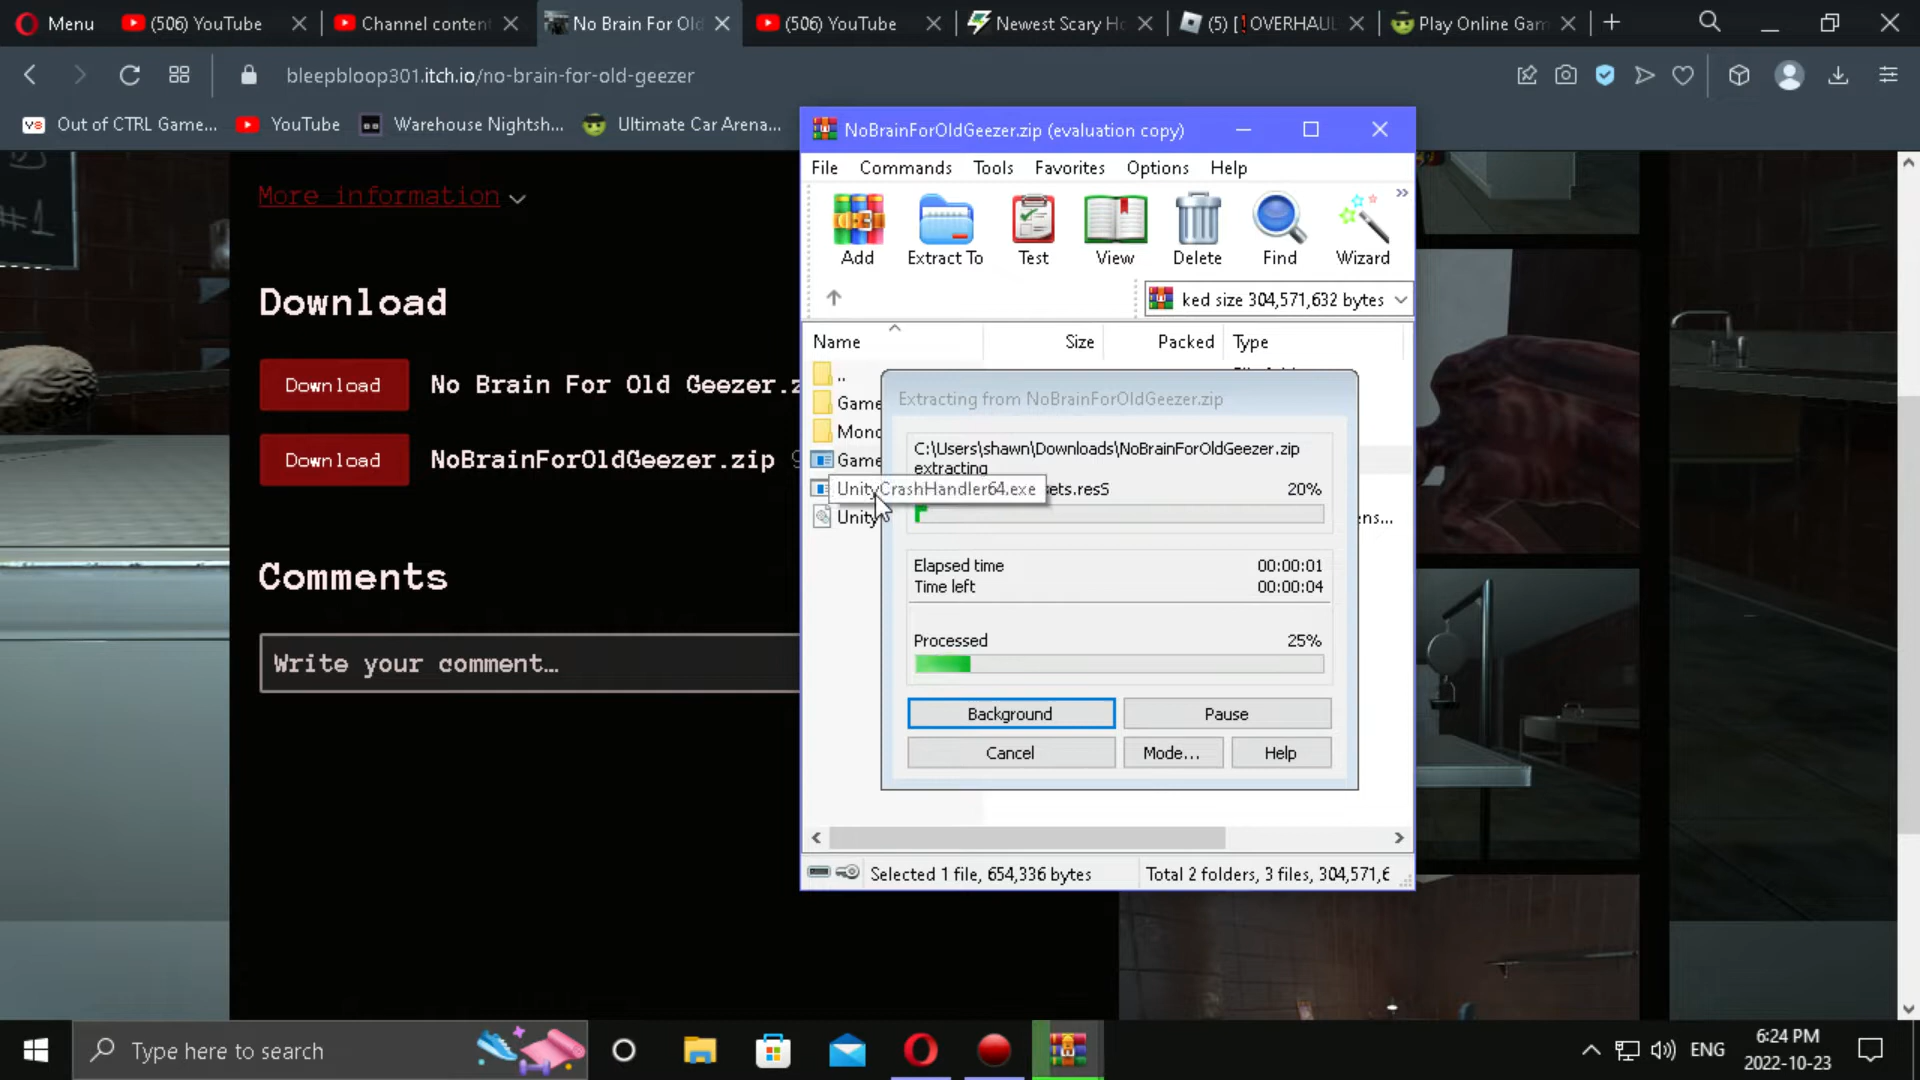 Menu
(506) YouTube
Channel content
No Brain For Old
(506) YouTube
Newest Scary Ho
(5) [❗OVERHAUL
Play Online Gam
bleepbloop301.itch.io/no-brain-for-old-geezer
Y8 Out of CTRL Game...
YouTube
Warehouse Nightsh...
Ultimate Car Arena...
#1
More information
Download
Download No Brain For Old Geezer.z
Download NoBrainForOldGeezer.zip 9
Comments
Write your comment…
NoBrainForOldGeezer.zip (evaluation copy)
File Commands Tools Favorites Options Help
Add Extract To Test View Delete Find Wizard
ked size 304,571,632 bytes
Name Size Packed Type
..
Game
Mono
Game
UnityCrashHandler64.exe
Unity
ens...
Extracting from NoBrainForOldGeezer.zip
C:\Users\shawn\Downloads\NoBrainForOldGeezer.zip
extracting
ets.resS 20%
Elapsed time 00:00:01
Time left 00:00:04
Processed 25%
Background Pause
Cancel Mode... Help
Selected 1 file, 654,336 bytes
Total 2 folders, 3 files, 304,571,6
Type here to search
ENG
6:24 PM
2022-10-23